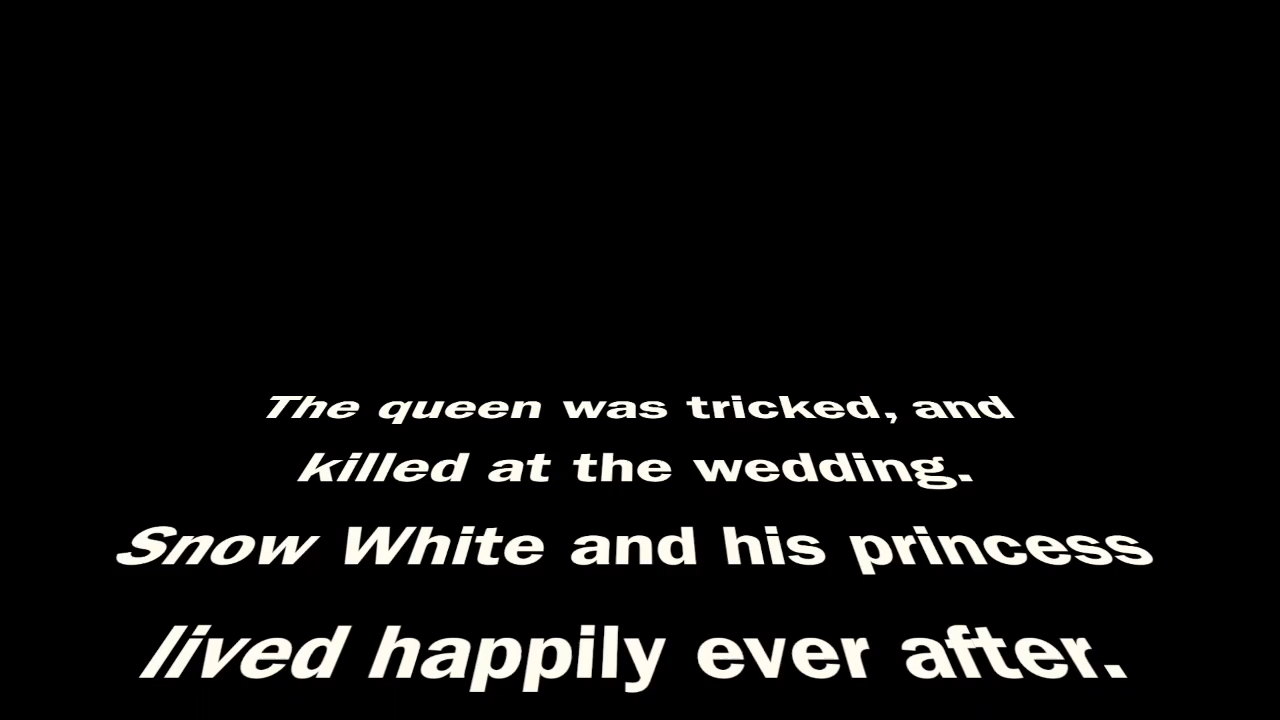 The queen was tricked, and
killed at the wedding.
Snow White and his princess
lived happily ever after.